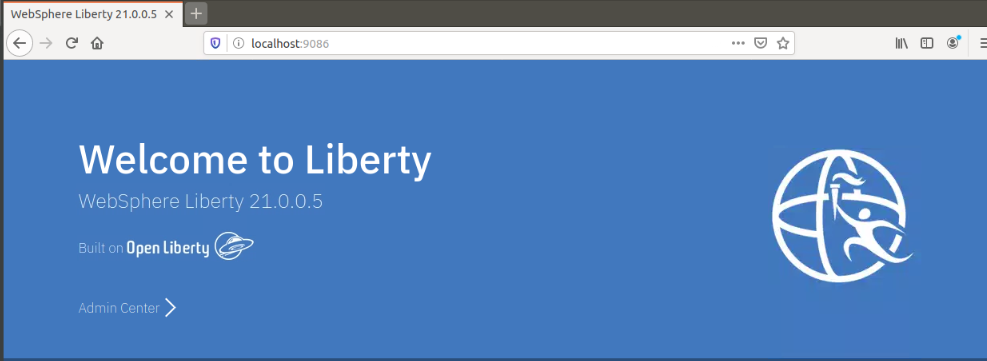 WebSphere Liberty 21.0.0.5
localhost:9086
Welcome to Liberty
WebSphere Liberty 21.0.0.5
Built on Open Liberty
Admin Center